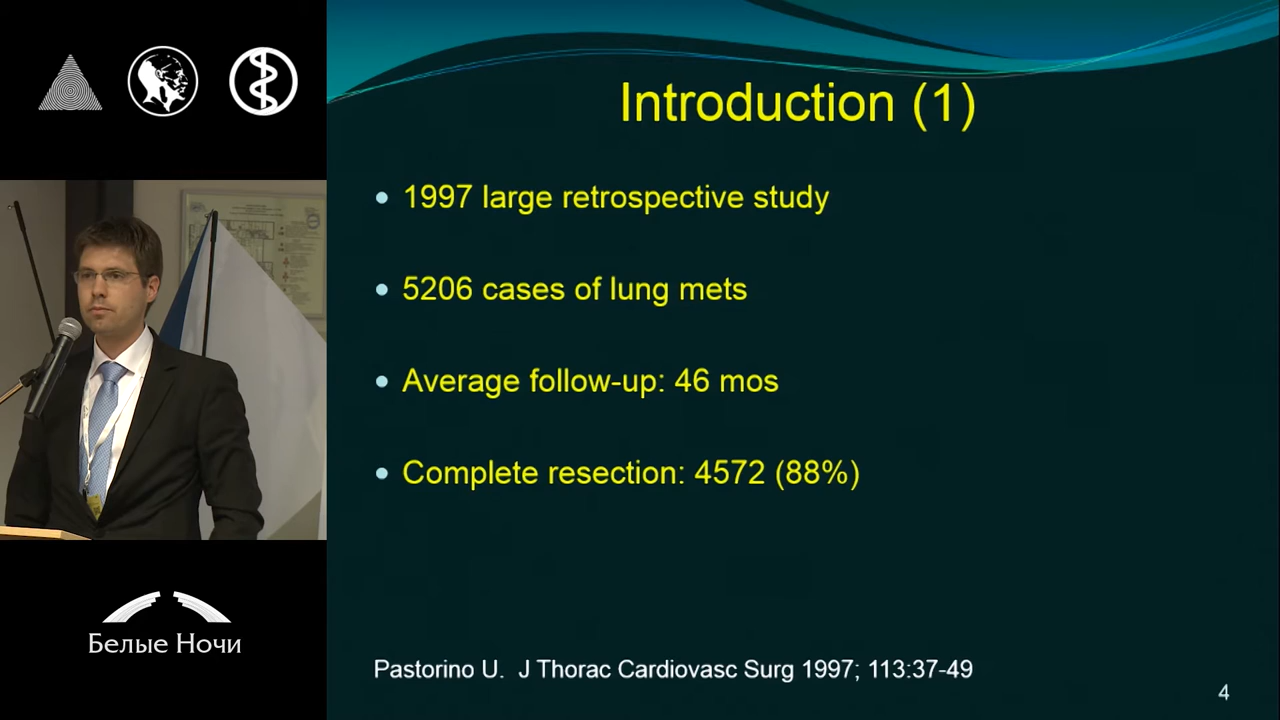 Introduction (1)
• 1997 large retrospective study
• 5206 cases of lung mets
• Average follow-up: 46 mos
• Complete resection: 4572 (88%)
Pastorino U. J Thorac Cardiovasc Surg 1997; 113:37-49
4
Белые Ночи